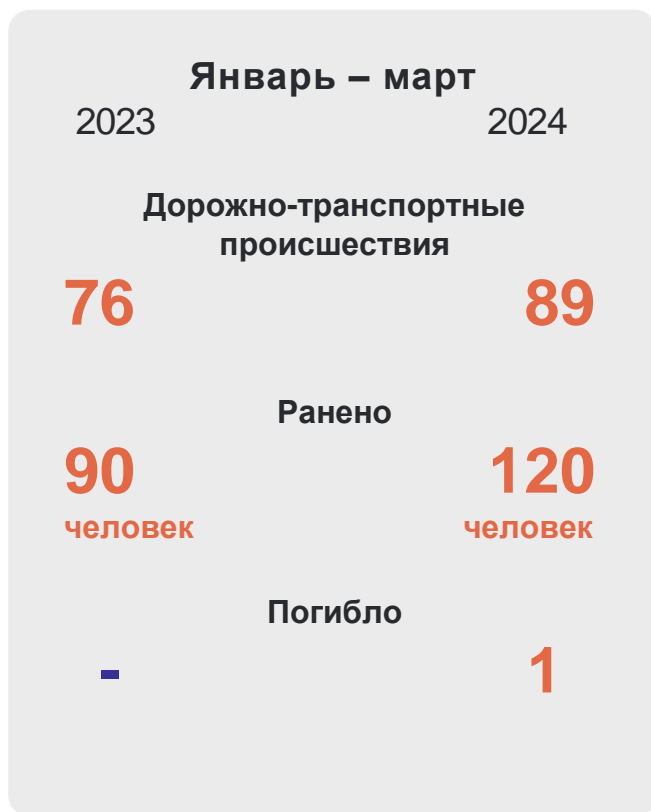 Январь – март
2023 2024
Дорожно-транспортные
происшествия
76 89
Ранено
90 120
человек человек
Погибло
- 1